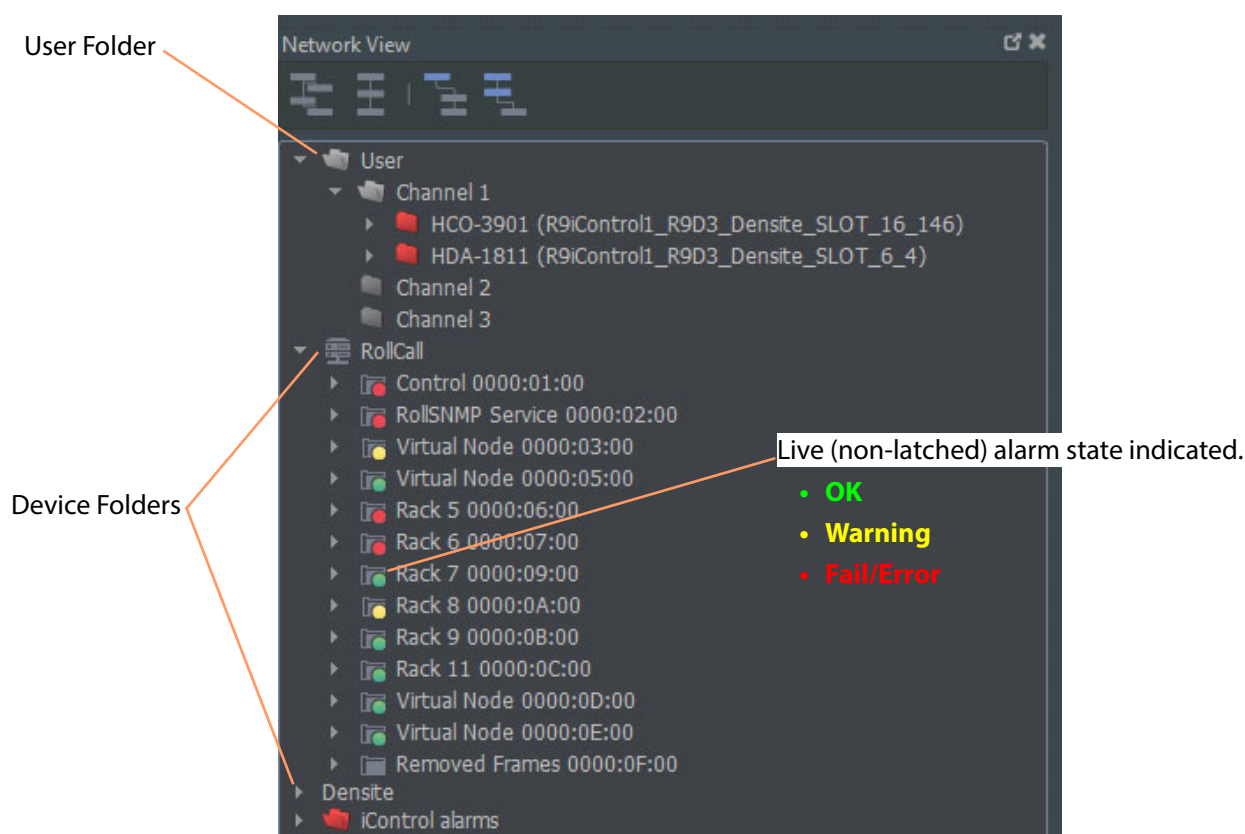 User Folder
Network View
User
Channel 1
HCO-3901 (R9iControl1_R9D3_Densite_SLOT_16_146)
HDA-1811 (R9iControl1_R9D3_Densite_SLOT_6_4)
Channel 2
Channel 3
RollCall
Control 0000:01:00
RollSNMP Service 0000:02:00
Virtual Node 0000:03:00
Virtual Node 0000:05:00
Rack 5 0000:06:00
Rack 6 0000:07:00
Rack 7 0000:09:00
Rack 8 0000:0A:00
Rack 9 0000:0B:00
Rack 11 0000:0C:00
Virtual Node 0000:0D:00
Virtual Node 0000:0E:00
Removed Frames 0000:0F:00
Densite
iControl alarms
Device Folders
Live (non-latched) alarm state indicated.
• OK
• Warning
• Fail/Error